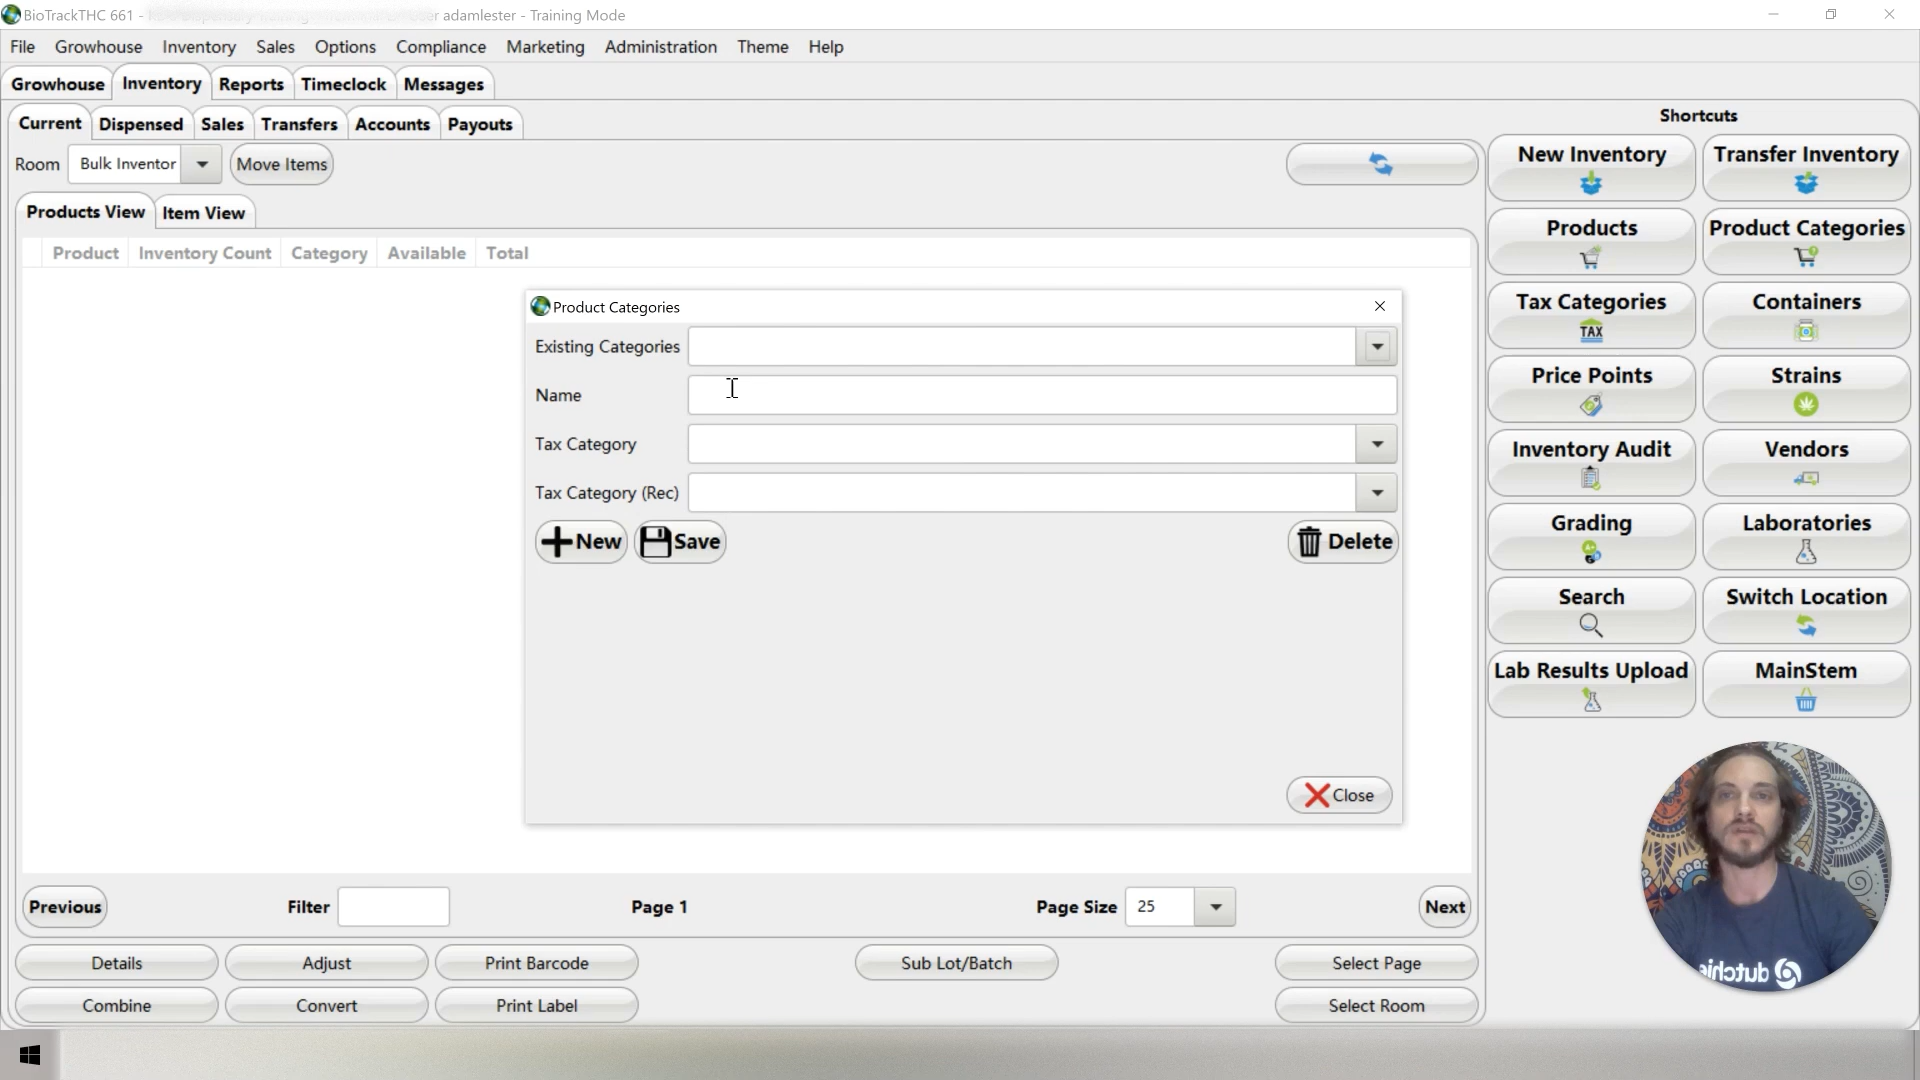 BioTrackTHC 661 - adamlester - Training Mode
File Growhouse Inventory Sales Options Compliance Marketing Administration Theme Help
Growhouse Inventory Reports Timeclock Messages
Current Dispensed Sales Transfers Accounts Payouts
Room Bulk Inventor Move Items
Products View Item View
Product Inventory Count Category Available Total
Product Categories
Existing Categories
Name
Tax Category
Tax Category (Rec)
New Save Delete
Close
Previous Filter Page 1 Page Size 25 Next
Details Adjust Print Barcode Sub Lot/Batch Select Page
Combine Convert Print Label Select Room
Shortcuts
New Inventory Transfer Inventory
Products Product Categories
Tax Categories Containers
TAX
Price Points Strains
Inventory Audit Vendors
Grading Laboratories
Search Switch Location
Lab Results Upload MainStem
dutchie